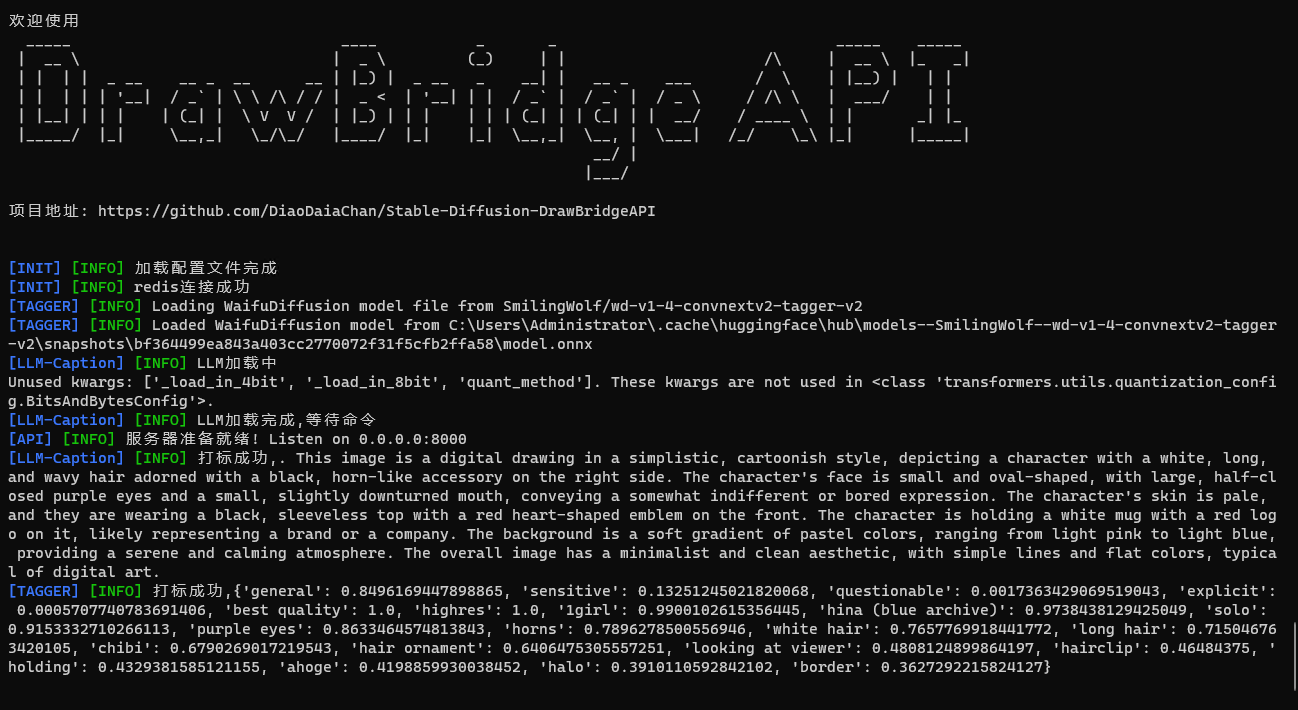 欢迎使用
DrawBridge API
项目地址: https://github.com/DiaoDaiaChan/Stable-Diffusion-DrawBridgeAPI
[INIT] [INFO] 加载配置文件完成
[INIT] [INFO] redis连接成功
[TAGGER] [INFO] Loading WaifuDiffusion model file from SmilingWolf/wd-v1-4-convnextv2-tagger-v2
[TAGGER] [INFO] Loaded WaifuDiffusion model from C:\Users\Administrator\.cache\huggingface\hub\models--SmilingWolf--wd-v1-4-convnextv2-tagger
-v2\snapshots\bf364499ea843a403cc2770072f31f5cfb2ffa58\model.onnx
[LLM-Caption] [INFO] LLM加载中
Unused kwargs: ['_load_in_4bit', '_load_in_8bit', 'quant_method']. These kwargs are not used in <class 'transformers.utils.quantization_confi
g.BitsAndBytesConfig'>.
[LLM-Caption] [INFO] LLM加载完成,等待命令
[API] [INFO] 服务器准备就绪! Listen on 0.0.0.0:8000
[LLM-Caption] [INFO] 打标成功,. This image is a digital drawing in a simplistic, cartoonish style, depicting a character with a white, long,
and wavy hair adorned with a black, horn-like accessory on the right side. The character's face is small and oval-shaped, with large, half-cl
osed purple eyes and a small, slightly downturned mouth, conveying a somewhat indifferent or bored expression. The character's skin is pale,
and they are wearing a black, sleeveless top with a red heart-shaped emblem on the front. The character is holding a white mug with a red log
o on it, likely representing a brand or a company. The background is a soft gradient of pastel colors, ranging from light pink to light blue,
providing a serene and calming atmosphere. The overall image has a minimalist and clean aesthetic, with simple lines and flat colors, typica
l of digital art.
[TAGGER] [INFO] 打标成功,{'general': 0.8496169447898865, 'sensitive': 0.13251245021820068, 'questionable': 0.0017363429069519043, 'explicit':
0.0005707740783691406, 'best quality': 1.0, 'highres': 1.0, '1girl': 0.9900102615356445, 'hina (blue archive)': 0.9738438129425049, 'solo':
0.9153332710266113, 'purple eyes': 0.8633464574813843, 'horns': 0.7896278500556946, 'white hair': 0.7657769918441772, 'long hair': 0.71504676
3420105, 'chibi': 0.6790269017219543, 'hair ornament': 0.6406475305557251, 'looking at viewer': 0.4808124899864197, 'hairclip': 0.46484375, '
holding': 0.4329381585121155, 'ahoge': 0.4198859930038452, 'halo': 0.3910110592842102, 'border': 0.3627292215824127}